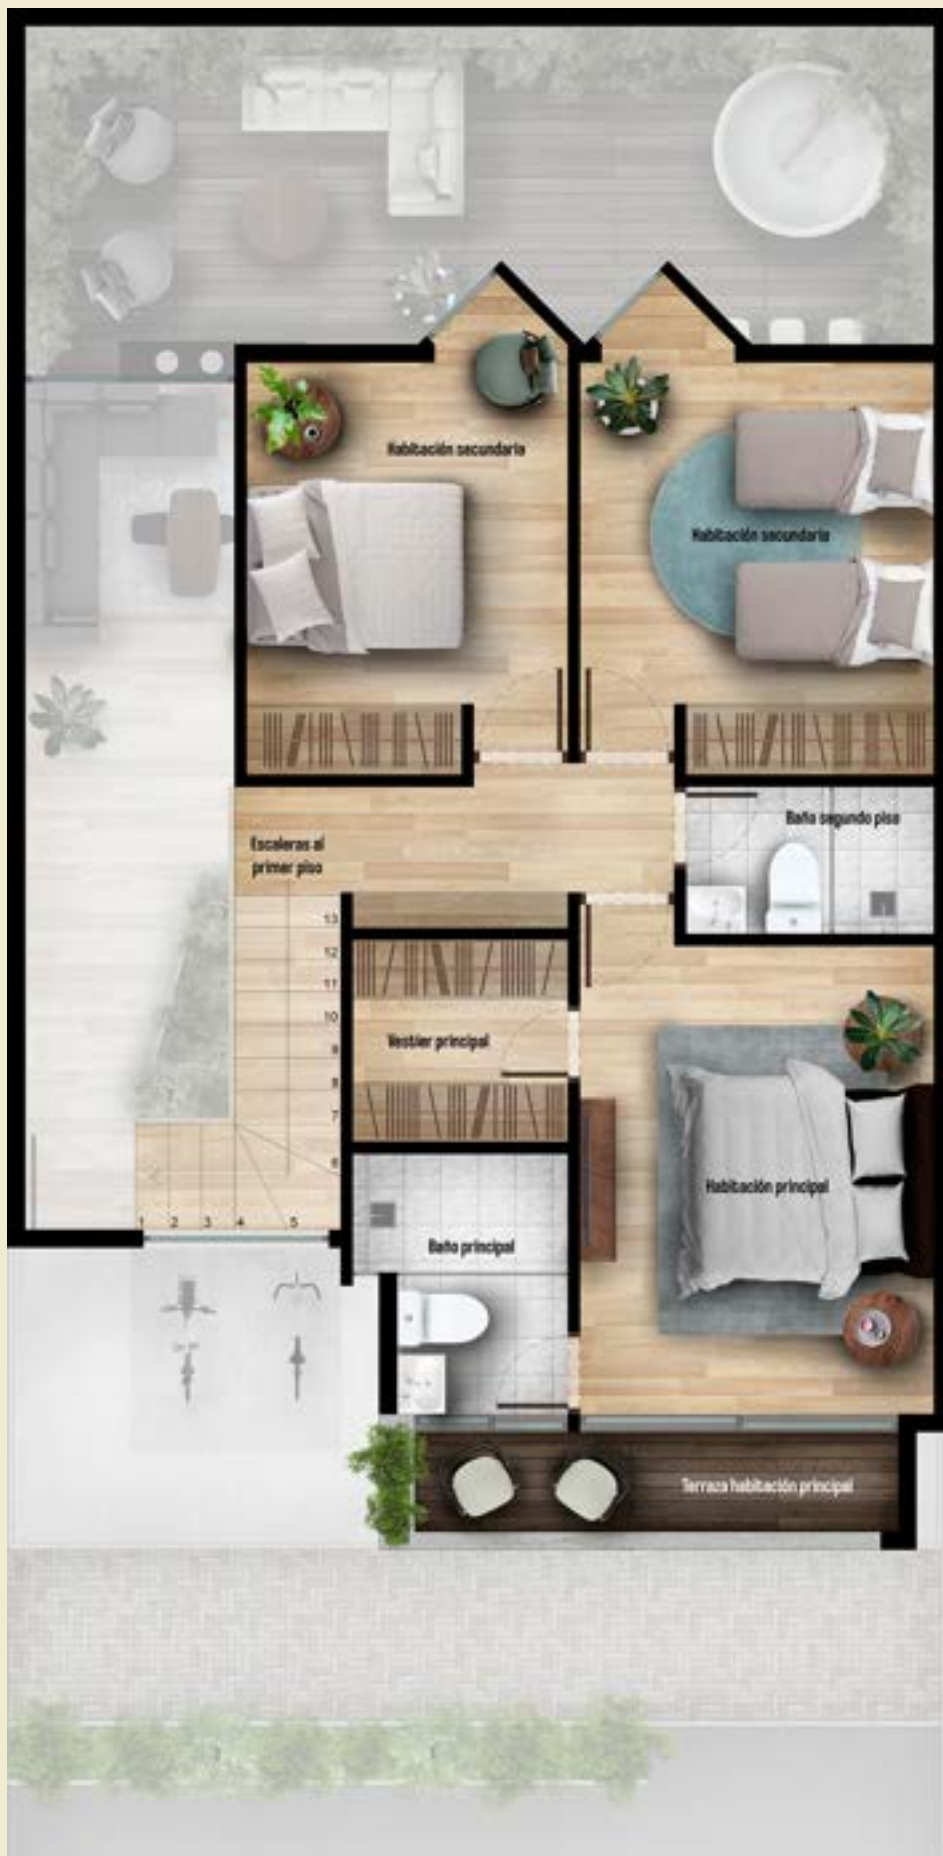 Habitación secundaria
Habitación secundaria
Baño segundo piso
Escaleras al
primer piso
13
12
11
10
9
8
7
6
1 2 3 4 5
Vestier principal
Habitación principal
Baño principal
Terraza habitación principal